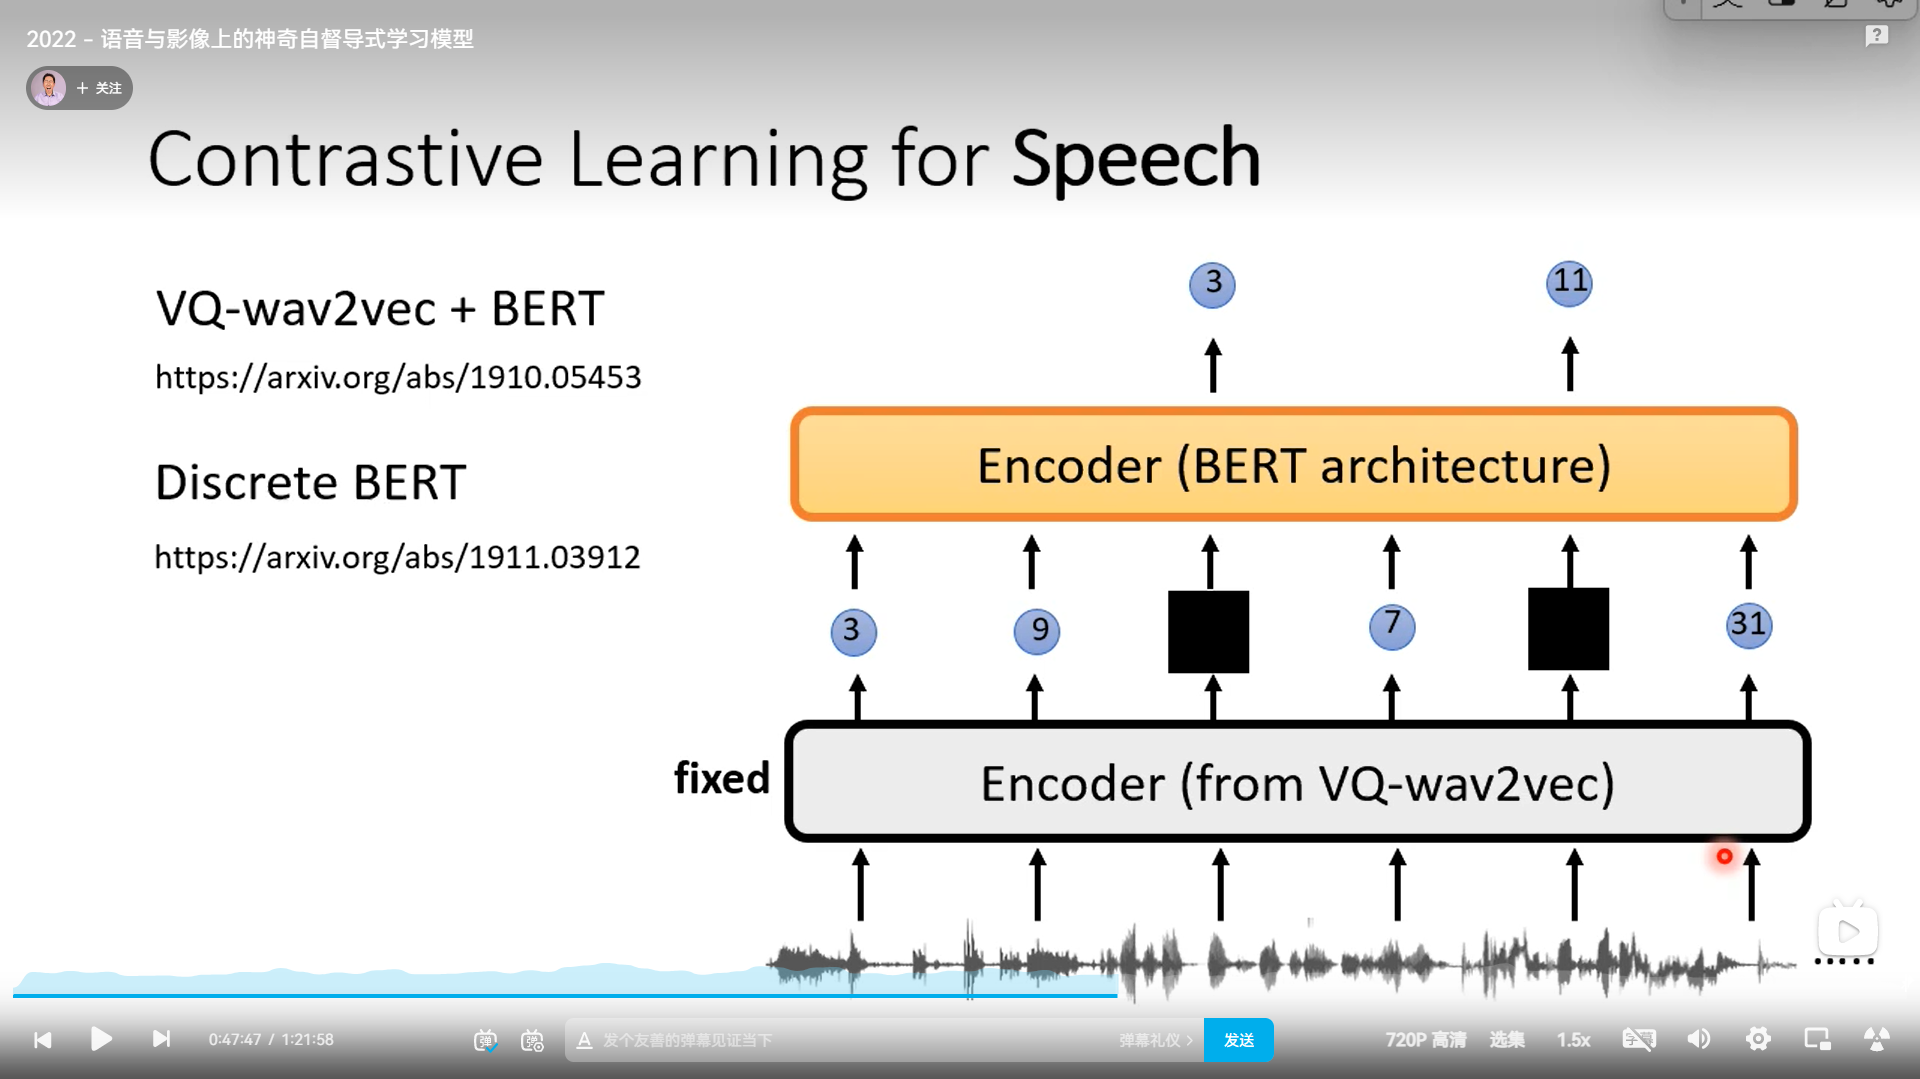 2022 - 语音与影像上的神奇自督导式学习模型
+ 关注
Contrastive Learning for Speech
VQ-wav2vec + BERT
https://arxiv.org/abs/1910.05453
Discrete BERT
https://arxiv.org/abs/1911.03912
3
11
Encoder (BERT architecture)
3
9
7
31
fixed
Encoder (from VQ-wav2vec)
0:47:47 / 1:21:58
弹
弹
A 发个友善的弹幕见证当下
弹幕礼仪 >
发送
720P 高清
选集
1.5x
字幕